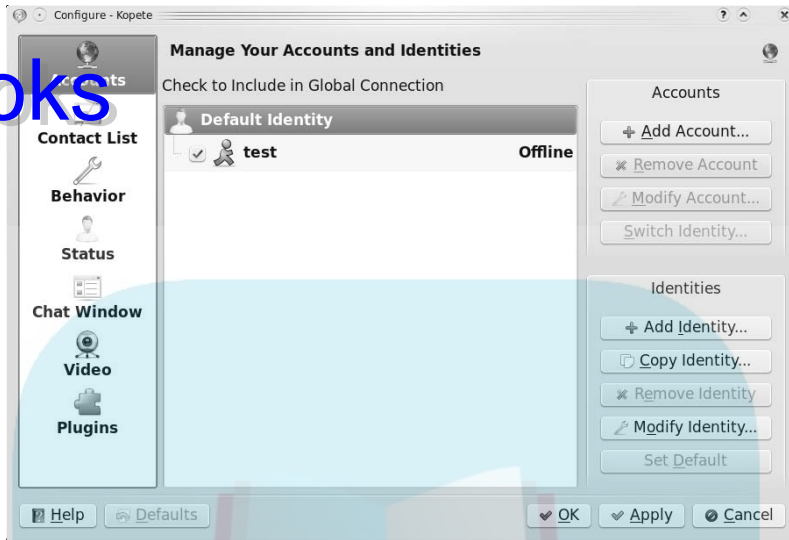 Configure - Kopete
Manage Your Accounts and Identities
Check to Include in Global Connection
oks
Accounts
Contact List
Behavior
Status
Chat Window
Video
Plugins
Default Identity
test Offline
Accounts
Add Account...
Remove Account
Modify Account...
Switch Identity...
Identities
Add Identity...
Copy Identity...
Remove Identity
Modify Identity...
Set Default
Help Defaults OK Apply Cancel